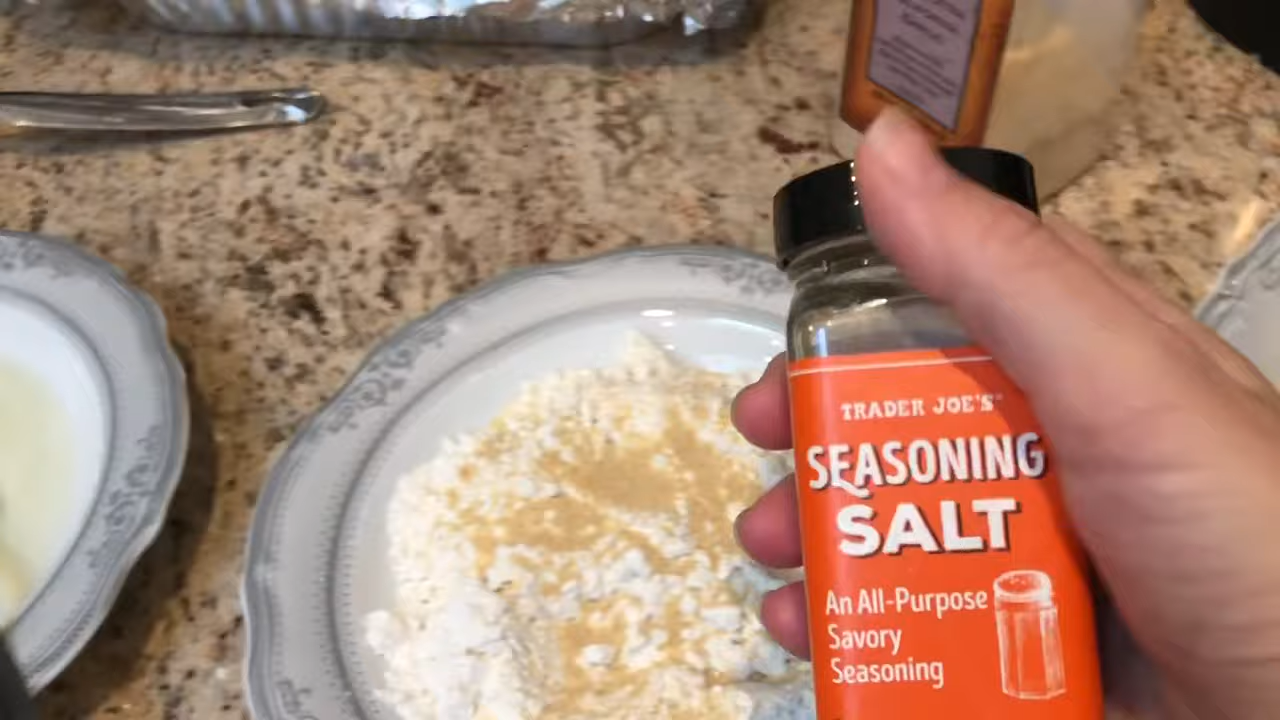 TRADER JOE'S
SEASONING
SALT
An All-Purpose
Savory
Seasoning